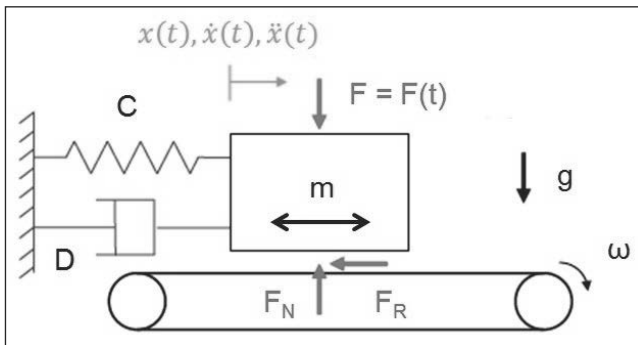 x(t), ẋ(t), ẍ(t)
F = F(t)
C
m
g
D
ω
F_N
F_R